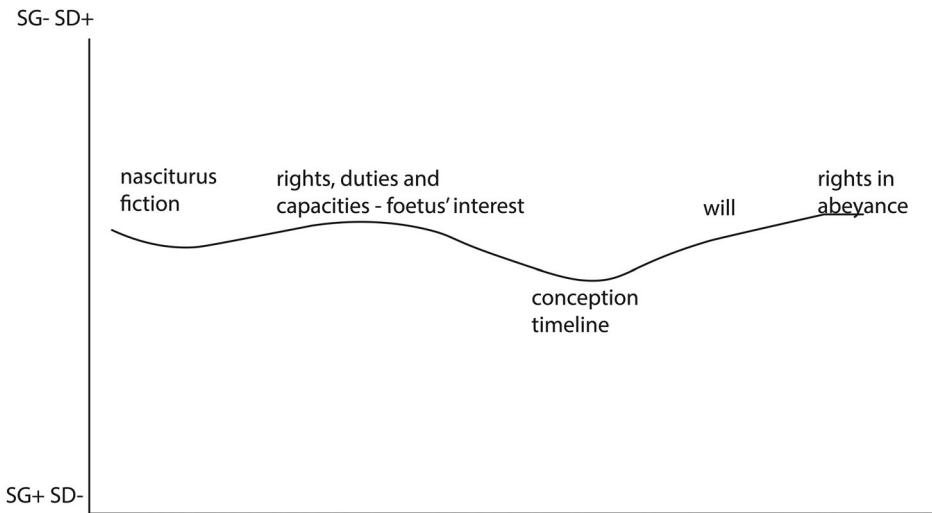 SG- SD+
nasciturus
fiction
rights, duties and
capacities - foetus’ interest
will
rights in
abeyance
conception
timeline
SG+ SD-